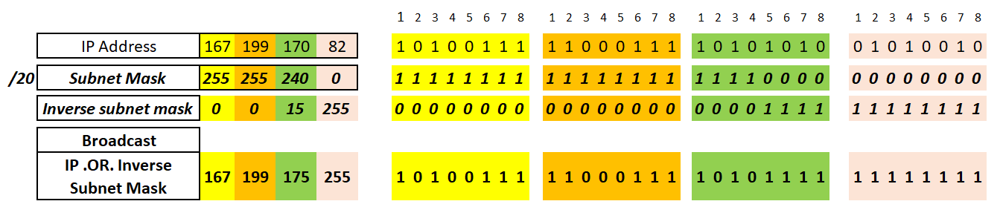 1 2 3 4 5 6 7 8 1 2 3 4 5 6 7 8 1 2 3 4 5 6 7 8 1 2 3 4 5 6 7 8
IP Address 167 199 170 82 1 0 1 0 0 1 1 1 1 1 0 0 0 1 1 1 1 0 1 0 1 0 1 0 0 1 0 1 0 0 1 0
/20 Subnet Mask 255 255 240 0 1 1 1 1 1 1 1 1 1 1 1 1 1 1 1 1 1 1 1 1 0 0 0 0 0 0 0 0 0 0 0 0
Inverse subnet mask 0 0 15 255 0 0 0 0 0 0 0 0 0 0 0 0 0 0 0 0 0 0 0 0 1 1 1 1 1 1 1 1 1 1 1 1
Broadcast
IP .OR. Inverse
Subnet Mask 167 199 175 255 1 0 1 0 0 1 1 1 1 1 0 0 0 1 1 1 1 0 1 0 1 1 1 1 1 1 1 1 1 1 1 1